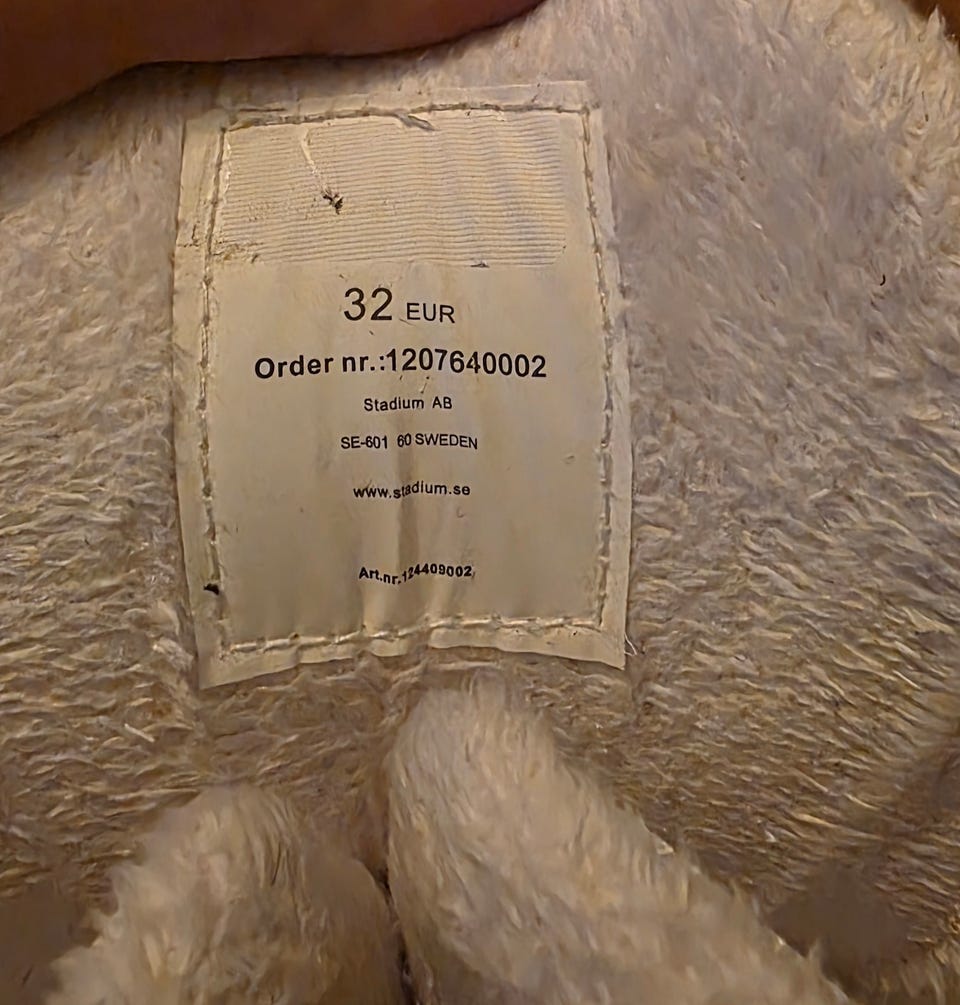 32 EUR
Order nr.:1207640002
Stadium AB
SE-601 60 SWEDEN
www.stadium.se
Art.nr.124409002